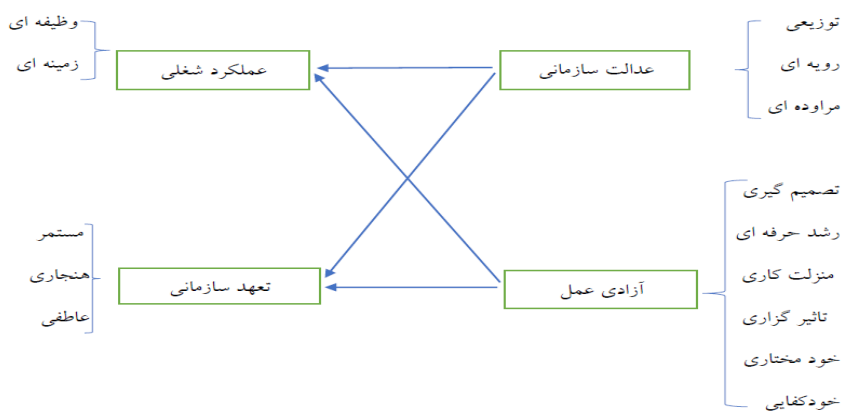 توزیعی
رویه ای
مراوده ای
عدالت سازمانی
عملکرد شغلی
وظیفه ای
زمینه ای
تصمیم گیری
رشد حرفه ای
منزلت کاری
تاثیر گزاری
خود مختاری
خودکفایی
آزادی عمل
تعهد سازمانی
مستمر
هنجاری
عاطفی